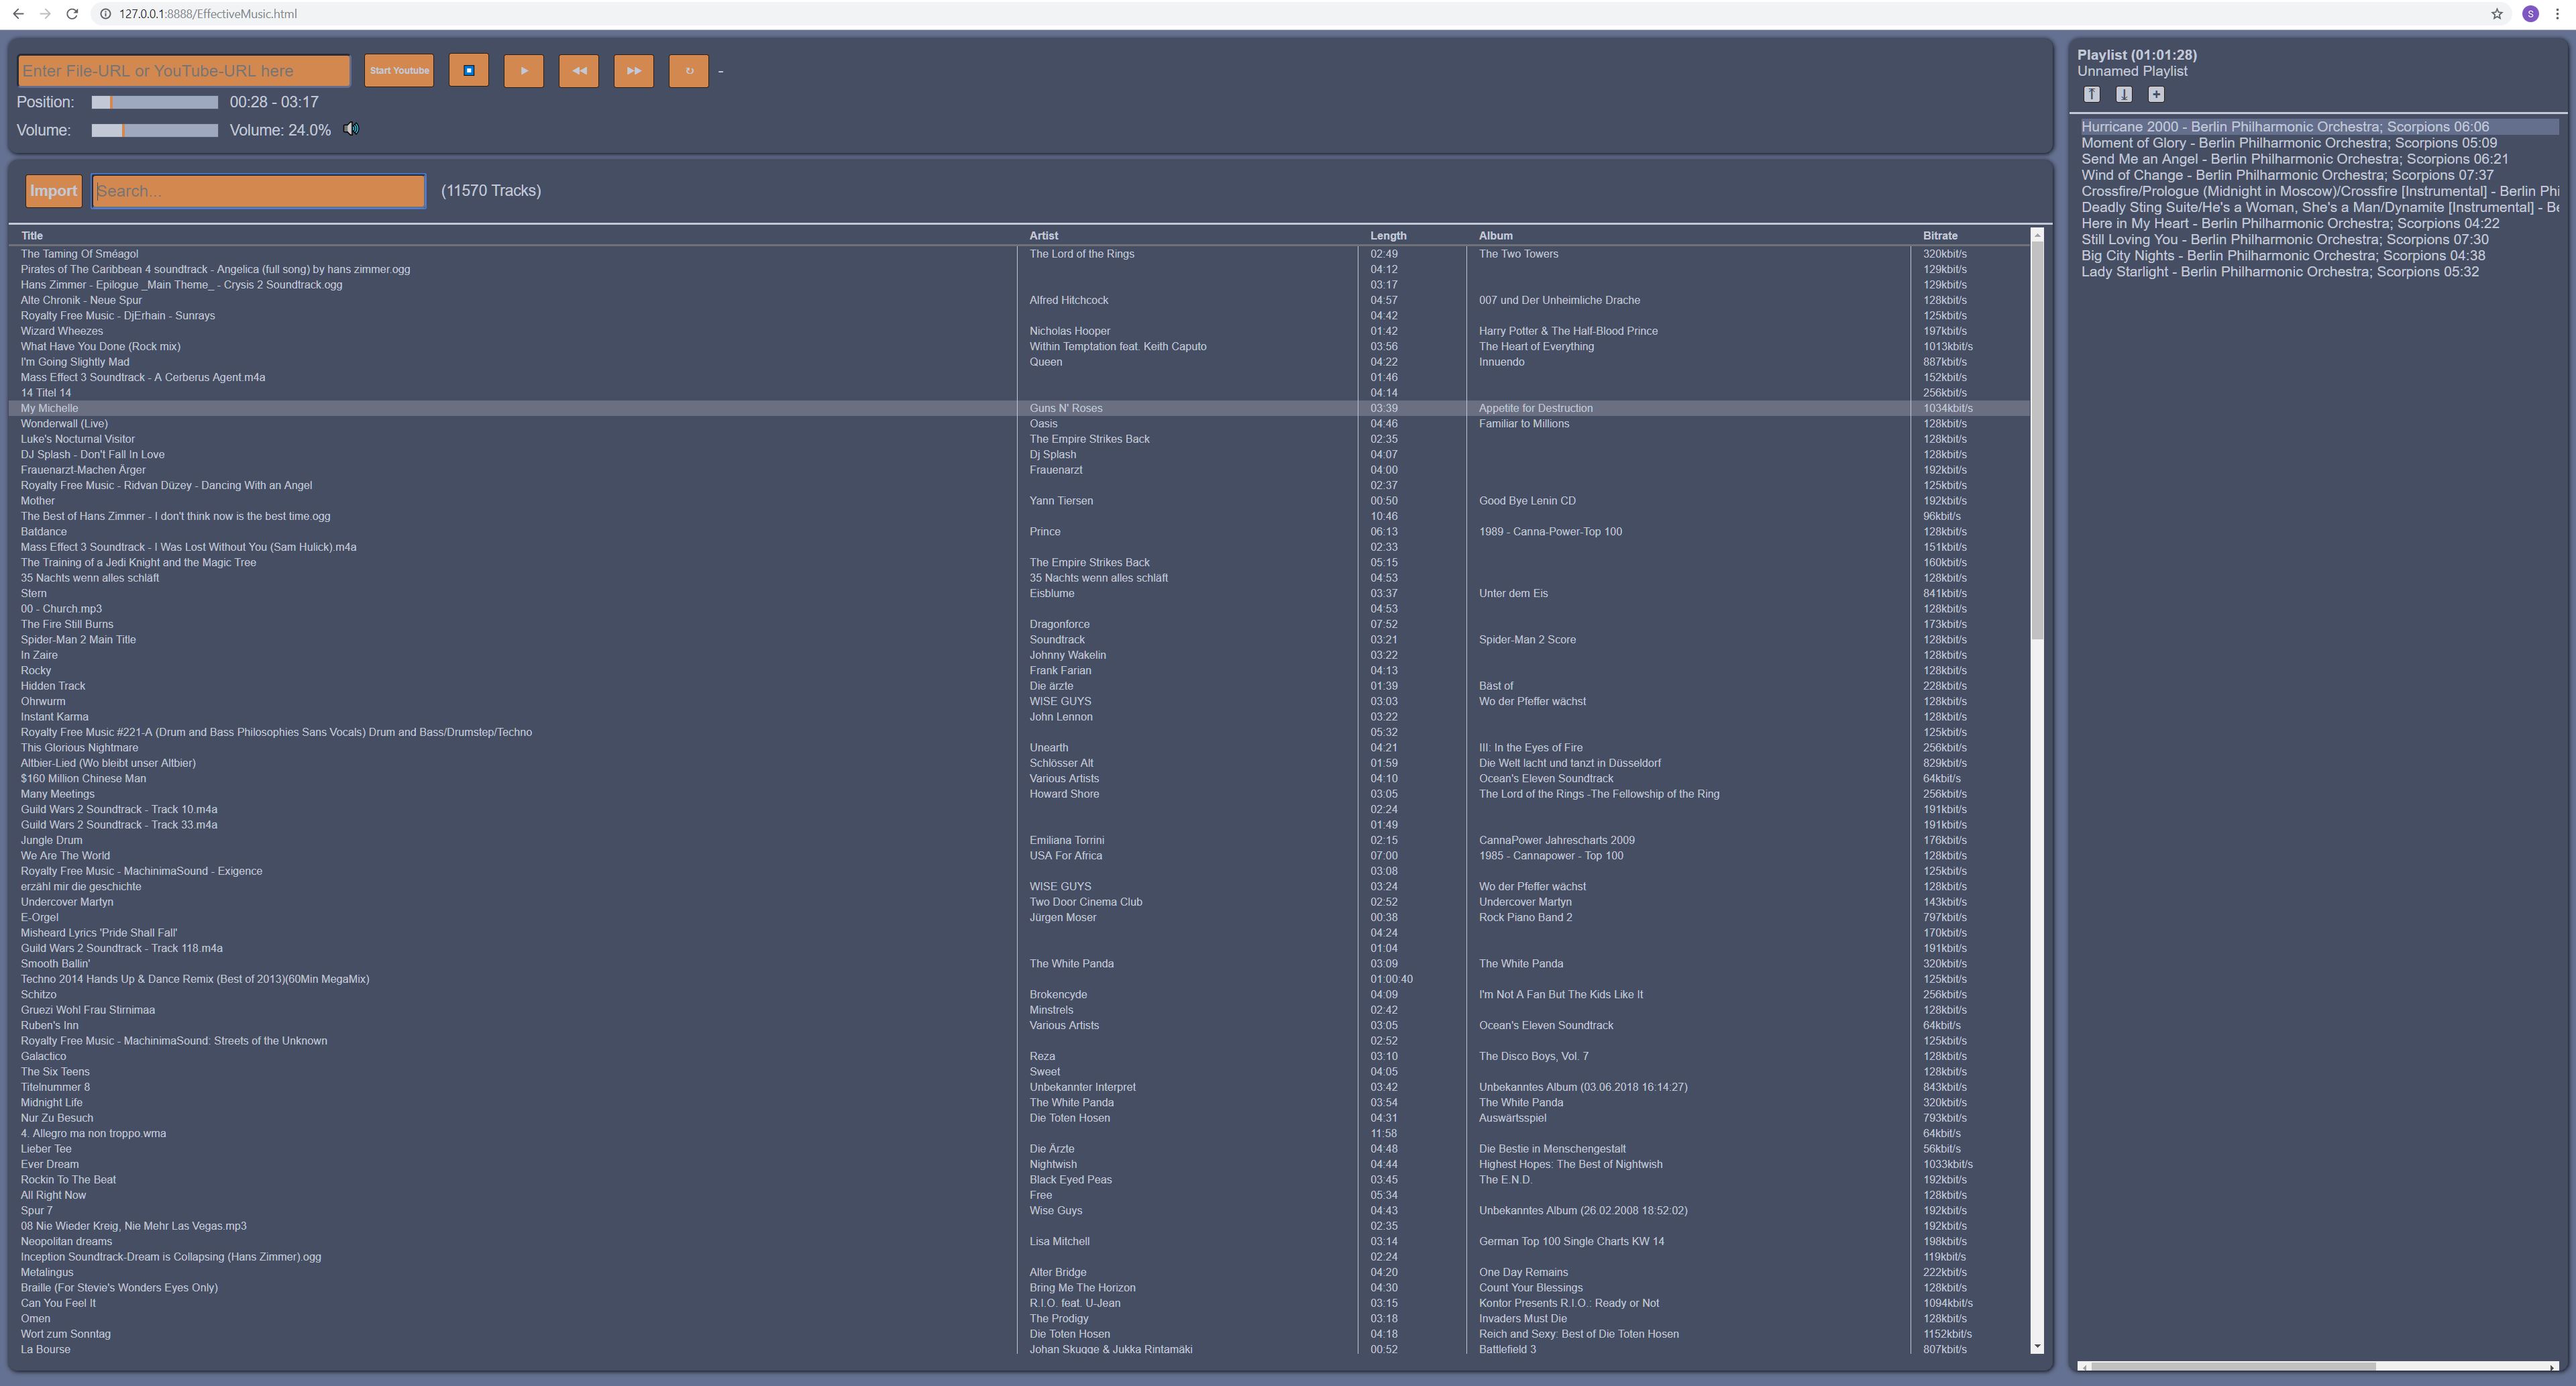 127.0.0.1:8888/EffectiveMusic.html
S
Enter File-URL or YouTube-URL here Start Youtube -
Position: 00:28 - 03:17
Volume: Volume: 24.0%
Import Search... (11570 Tracks)
Title Artist Length Album Bitrate
The Taming Of Sméagol The Lord of the Rings 02:49 The Two Towers 320kbit/s
Pirates of The Caribbean 4 soundtrack - Angelica (full song) by hans zimmer.ogg 04:12 129kbit/s
Hans Zimmer - Epilogue _Main Theme_ - Crysis 2 Soundtrack.ogg 03:17 129kbit/s
Alte Chronik - Neue Spur Alfred Hitchcock 04:57 007 und Der Unheimliche Drache 128kbit/s
Royalty Free Music - DjErhain - Sunrays 04:42 125kbit/s
Wizard Wheezes Nicholas Hooper 01:42 Harry Potter & The Half-Blood Prince 197kbit/s
What Have You Done (Rock mix) Within Temptation feat. Keith Caputo 03:56 The Heart of Everything 1013kbit/s
I'm Going Slightly Mad Queen 04:22 Innuendo 887kbit/s
Mass Effect 3 Soundtrack - A Cerberus Agent.m4a 01:46 152kbit/s
14 Titel 14 04:14 256kbit/s
My Michelle Guns N' Roses 03:39 Appetite for Destruction 1034kbit/s
Wonderwall (Live) Oasis 04:46 Familiar to Millions 128kbit/s
Luke's Nocturnal Visitor The Empire Strikes Back 02:35 128kbit/s
DJ Splash - Don't Fall In Love Dj Splash 04:07 128kbit/s
Frauenarzt-Machen Ärger Frauenarzt 04:00 192kbit/s
Royalty Free Music - Ridvan Düzey - Dancing With an Angel 02:37 125kbit/s
Mother Yann Tiersen 00:50 Good Bye Lenin CD 192kbit/s
The Best of Hans Zimmer - I don't think now is the best time.ogg 10:46 96kbit/s
Batdance Prince 06:13 1989 - Canna-Power-Top 100 128kbit/s
Mass Effect 3 Soundtrack - I Was Lost Without You (Sam Hulick).m4a 02:33 151kbit/s
The Training of a Jedi Knight and the Magic Tree The Empire Strikes Back 05:15 160kbit/s
35 Nachts wenn alles schläft 35 Nachts wenn alles schläft 04:53 128kbit/s
Stern Eisblume 03:37 Unter dem Eis 841kbit/s
00 - Church.mp3 04:53 128kbit/s
The Fire Still Burns Dragonforce 07:52 173kbit/s
Spider-Man 2 Main Title Soundtrack 03:21 Spider-Man 2 Score 128kbit/s
In Zaire Johnny Wakelin 03:22 128kbit/s
Rocky Frank Farian 04:13 128kbit/s
Hidden Track Die ärzte 01:39 Bäst of 228kbit/s
Ohrwurm WISE GUYS 03:03 Wo der Pfeffer wächst 128kbit/s
Instant Karma John Lennon 03:22 128kbit/s
Royalty Free Music #221-A (Drum and Bass Philosophies Sans Vocals) Drum and Bass/Drumstep/Techno 05:32 125kbit/s
This Glorious Nightmare Unearth 04:21 III: In the Eyes of Fire 256kbit/s
Altbier-Lied (Wo bleibt unser Altbier) Schlösser Alt 01:59 Die Welt lacht und tanzt in Düsseldorf 829kbit/s
$160 Million Chinese Man Various Artists 04:10 Ocean's Eleven Soundtrack 64kbit/s
Many Meetings Howard Shore 03:05 The Lord of the Rings -The Fellowship of the Ring 256kbit/s
Guild Wars 2 Soundtrack - Track 10.m4a 02:24 191kbit/s
Guild Wars 2 Soundtrack - Track 33.m4a 01:49 191kbit/s
Jungle Drum Emiliana Torrini 02:15 CannaPower Jahrescharts 2009 176kbit/s
We Are The World USA For Africa 07:00 1985 - Cannapower - Top 100 128kbit/s
Royalty Free Music - MachinimaSound - Exigence 03:08 125kbit/s
erzähl mir die geschichte WISE GUYS 03:24 Wo der Pfeffer wächst 128kbit/s
Undercover Martyn Two Door Cinema Club 02:52 Undercover Martyn 143kbit/s
E-Orgel Jürgen Moser 00:38 Rock Piano Band 2 797kbit/s
Misheard Lyrics 'Pride Shall Fall' 04:24 170kbit/s
Guild Wars 2 Soundtrack - Track 118.m4a 01:04 191kbit/s
Smooth Ballin' The White Panda 03:09 The White Panda 320kbit/s
Techno 2014 Hands Up & Dance Remix (Best of 2013)(60Min MegaMix) 01:00:40 125kbit/s
Schitzo Brokencyde 04:09 I'm Not A Fan But The Kids Like It 256kbit/s
Gruezi Wohl Frau Stirnimaa Minstrels 02:42 128kbit/s
Ruben's Inn Various Artists 03:05 Ocean's Eleven Soundtrack 64kbit/s
Royalty Free Music - MachinimaSound: Streets of the Unknown 02:52 125kbit/s
Galactico Reza 03:10 The Disco Boys, Vol. 7 128kbit/s
The Six Teens Sweet 04:05 128kbit/s
Titelnummer 8 Unbekannter Interpret 03:42 Unbekanntes Album (03.06.2018 16:14:27) 843kbit/s
Midnight Life The White Panda 03:54 The White Panda 320kbit/s
Nur Zu Besuch Die Toten Hosen 04:31 Auswärtsspiel 793kbit/s
4. Allegro ma non troppo.wma 11:58 64kbit/s
Lieber Tee Die Ärzte 04:48 Die Bestie in Menschengestalt 56kbit/s
Ever Dream Nightwish 04:44 Highest Hopes: The Best of Nightwish 1033kbit/s
Rockin To The Beat Black Eyed Peas 03:45 The E.N.D. 192kbit/s
All Right Now Free 05:34 128kbit/s
Spur 7 Wise Guys 04:43 Unbekanntes Album (26.02.2008 18:52:02) 192kbit/s
08 Nie Wieder Kreig, Nie Mehr Las Vegas.mp3 02:35 192kbit/s
Neopolitan dreams Lisa Mitchell 03:14 German Top 100 Single Charts KW 14 198kbit/s
Inception Soundtrack-Dream is Collapsing (Hans Zimmer).ogg 02:24 119kbit/s
Metalingus Alter Bridge 04:20 One Day Remains 222kbit/s
Braille (For Stevie's Wonders Eyes Only) Bring Me The Horizon 04:30 Count Your Blessings 128kbit/s
Can You Feel It R.I.O. feat. U-Jean 03:15 Kontor Presents R.I.O.: Ready or Not 1094kbit/s
Omen The Prodigy 03:18 Invaders Must Die 128kbit/s
Wort zum Sonntag Die Toten Hosen 04:18 Reich and Sexy: Best of Die Toten Hosen 1152kbit/s
La Bourse Johan Skugge & Jukka Rintamäki 00:52 Battlefield 3 807kbit/s
Playlist (01:01:28)
Unnamed Playlist
Hurricane 2000 - Berlin Philharmonic Orchestra; Scorpions 06:06
Moment of Glory - Berlin Philharmonic Orchestra; Scorpions 05:09
Send Me an Angel - Berlin Philharmonic Orchestra; Scorpions 06:21
Wind of Change - Berlin Philharmonic Orchestra; Scorpions 07:37
Crossfire/Prologue (Midnight in Moscow)/Crossfire [Instrumental] - Berlin Phi
Deadly Sting Suite/He's a Woman, She's a Man/Dynamite [Instrumental] - Be
Here in My Heart - Berlin Philharmonic Orchestra; Scorpions 04:22
Still Loving You - Berlin Philharmonic Orchestra; Scorpions 07:30
Big City Nights - Berlin Philharmonic Orchestra; Scorpions 04:38
Lady Starlight - Berlin Philharmonic Orchestra; Scorpions 05:32